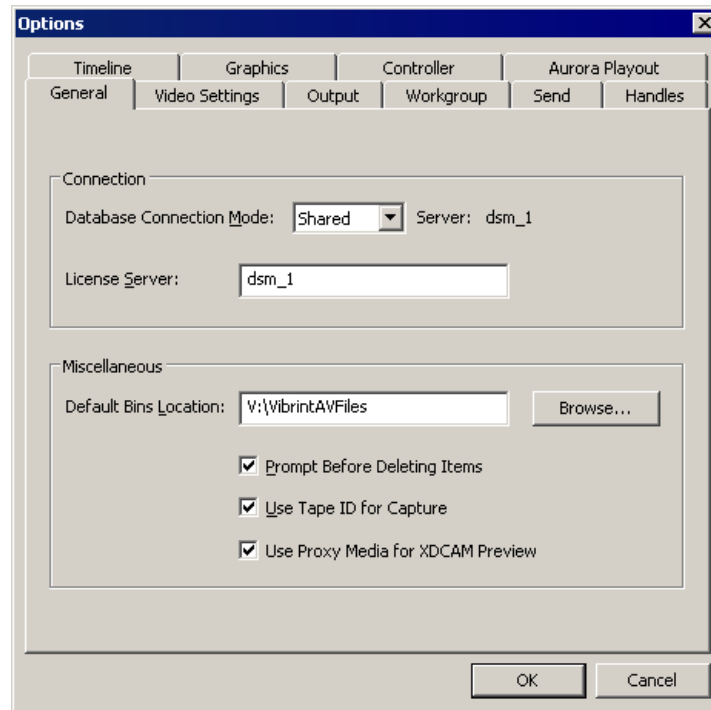 Options
Timeline Graphics Controller Aurora Playout
General Video Settings Output Workgroup Send Handles
Connection
Database Connection Mode: Shared Server: dsm_1
License Server: dsm_1
Miscellaneous
Default Bins Location: V:\VibrintAVFiles Browse...
Prompt Before Deleting Items
Use Tape ID for Capture
Use Proxy Media for XDCAM Preview
OK Cancel